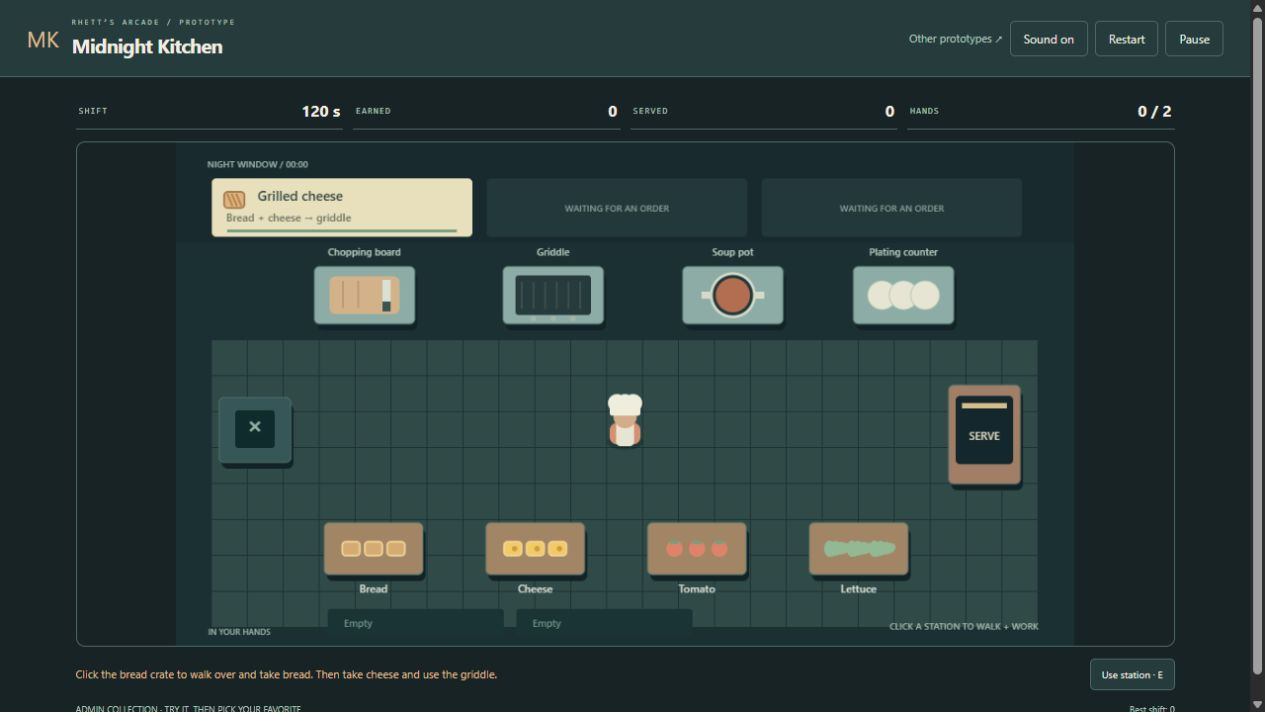 MK
RHETT'S ARCADE / PROTOTYPE
Midnight Kitchen
Other prototypes ↗
Sound on
Restart
Pause
SHIFT 120 s
EARNED 0
SERVED 0
HANDS 0 / 2
NIGHT WINDOW / 00:00
Grilled cheese
Bread + cheese → griddle
WAITING FOR AN ORDER
WAITING FOR AN ORDER
Chopping board
Griddle
Soup pot
Plating counter
×
SERVE
Bread
Cheese
Tomato
Lettuce
IN YOUR HANDS
Empty
Empty
CLICK A STATION TO WALK + WORK
Click the bread crate to walk over and take bread. Then take cheese and use the griddle.
Use station · E
ADMIN COLLECTION · TRY IT, THEN PICK YOUR FAVORITE
Best shift: 0